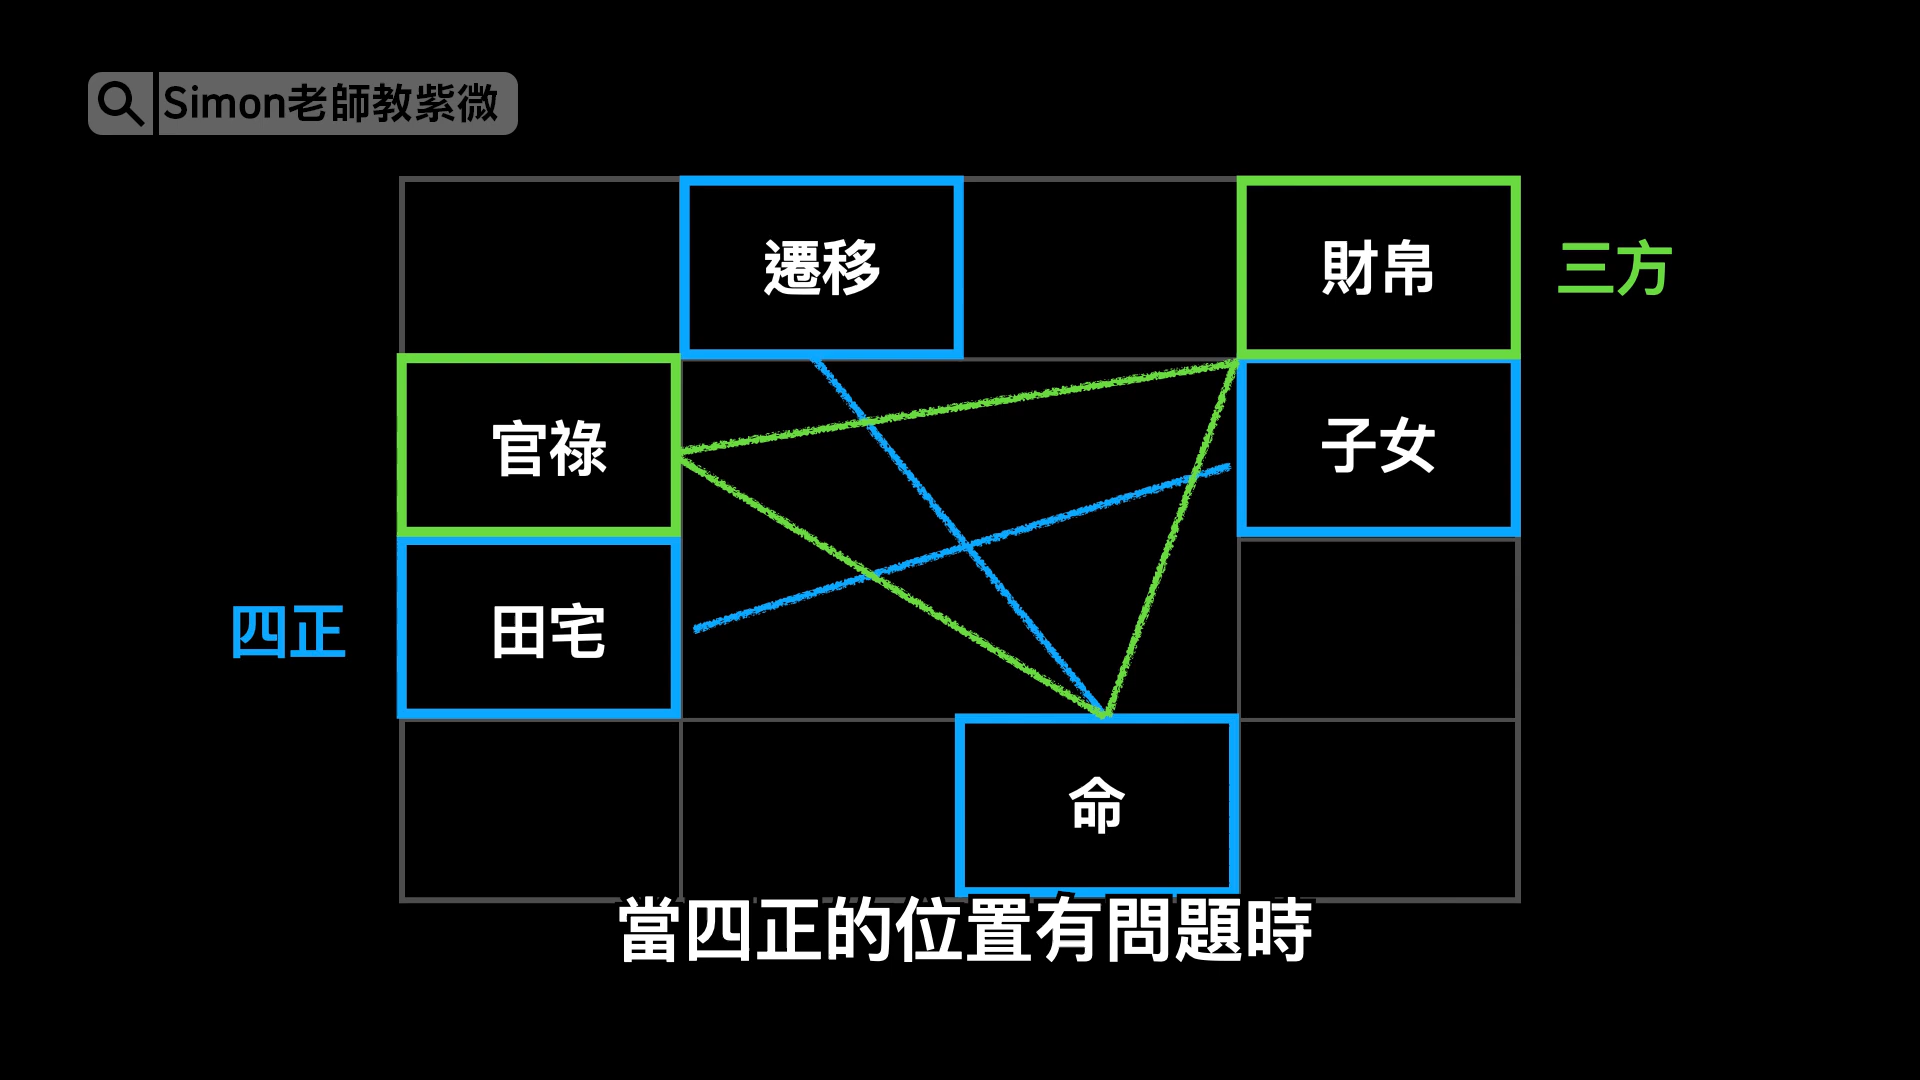 Simon老師教紫微
遷移
財帛
三方
官祿
子女
四正
田宅
命
當四正的位置有問題時